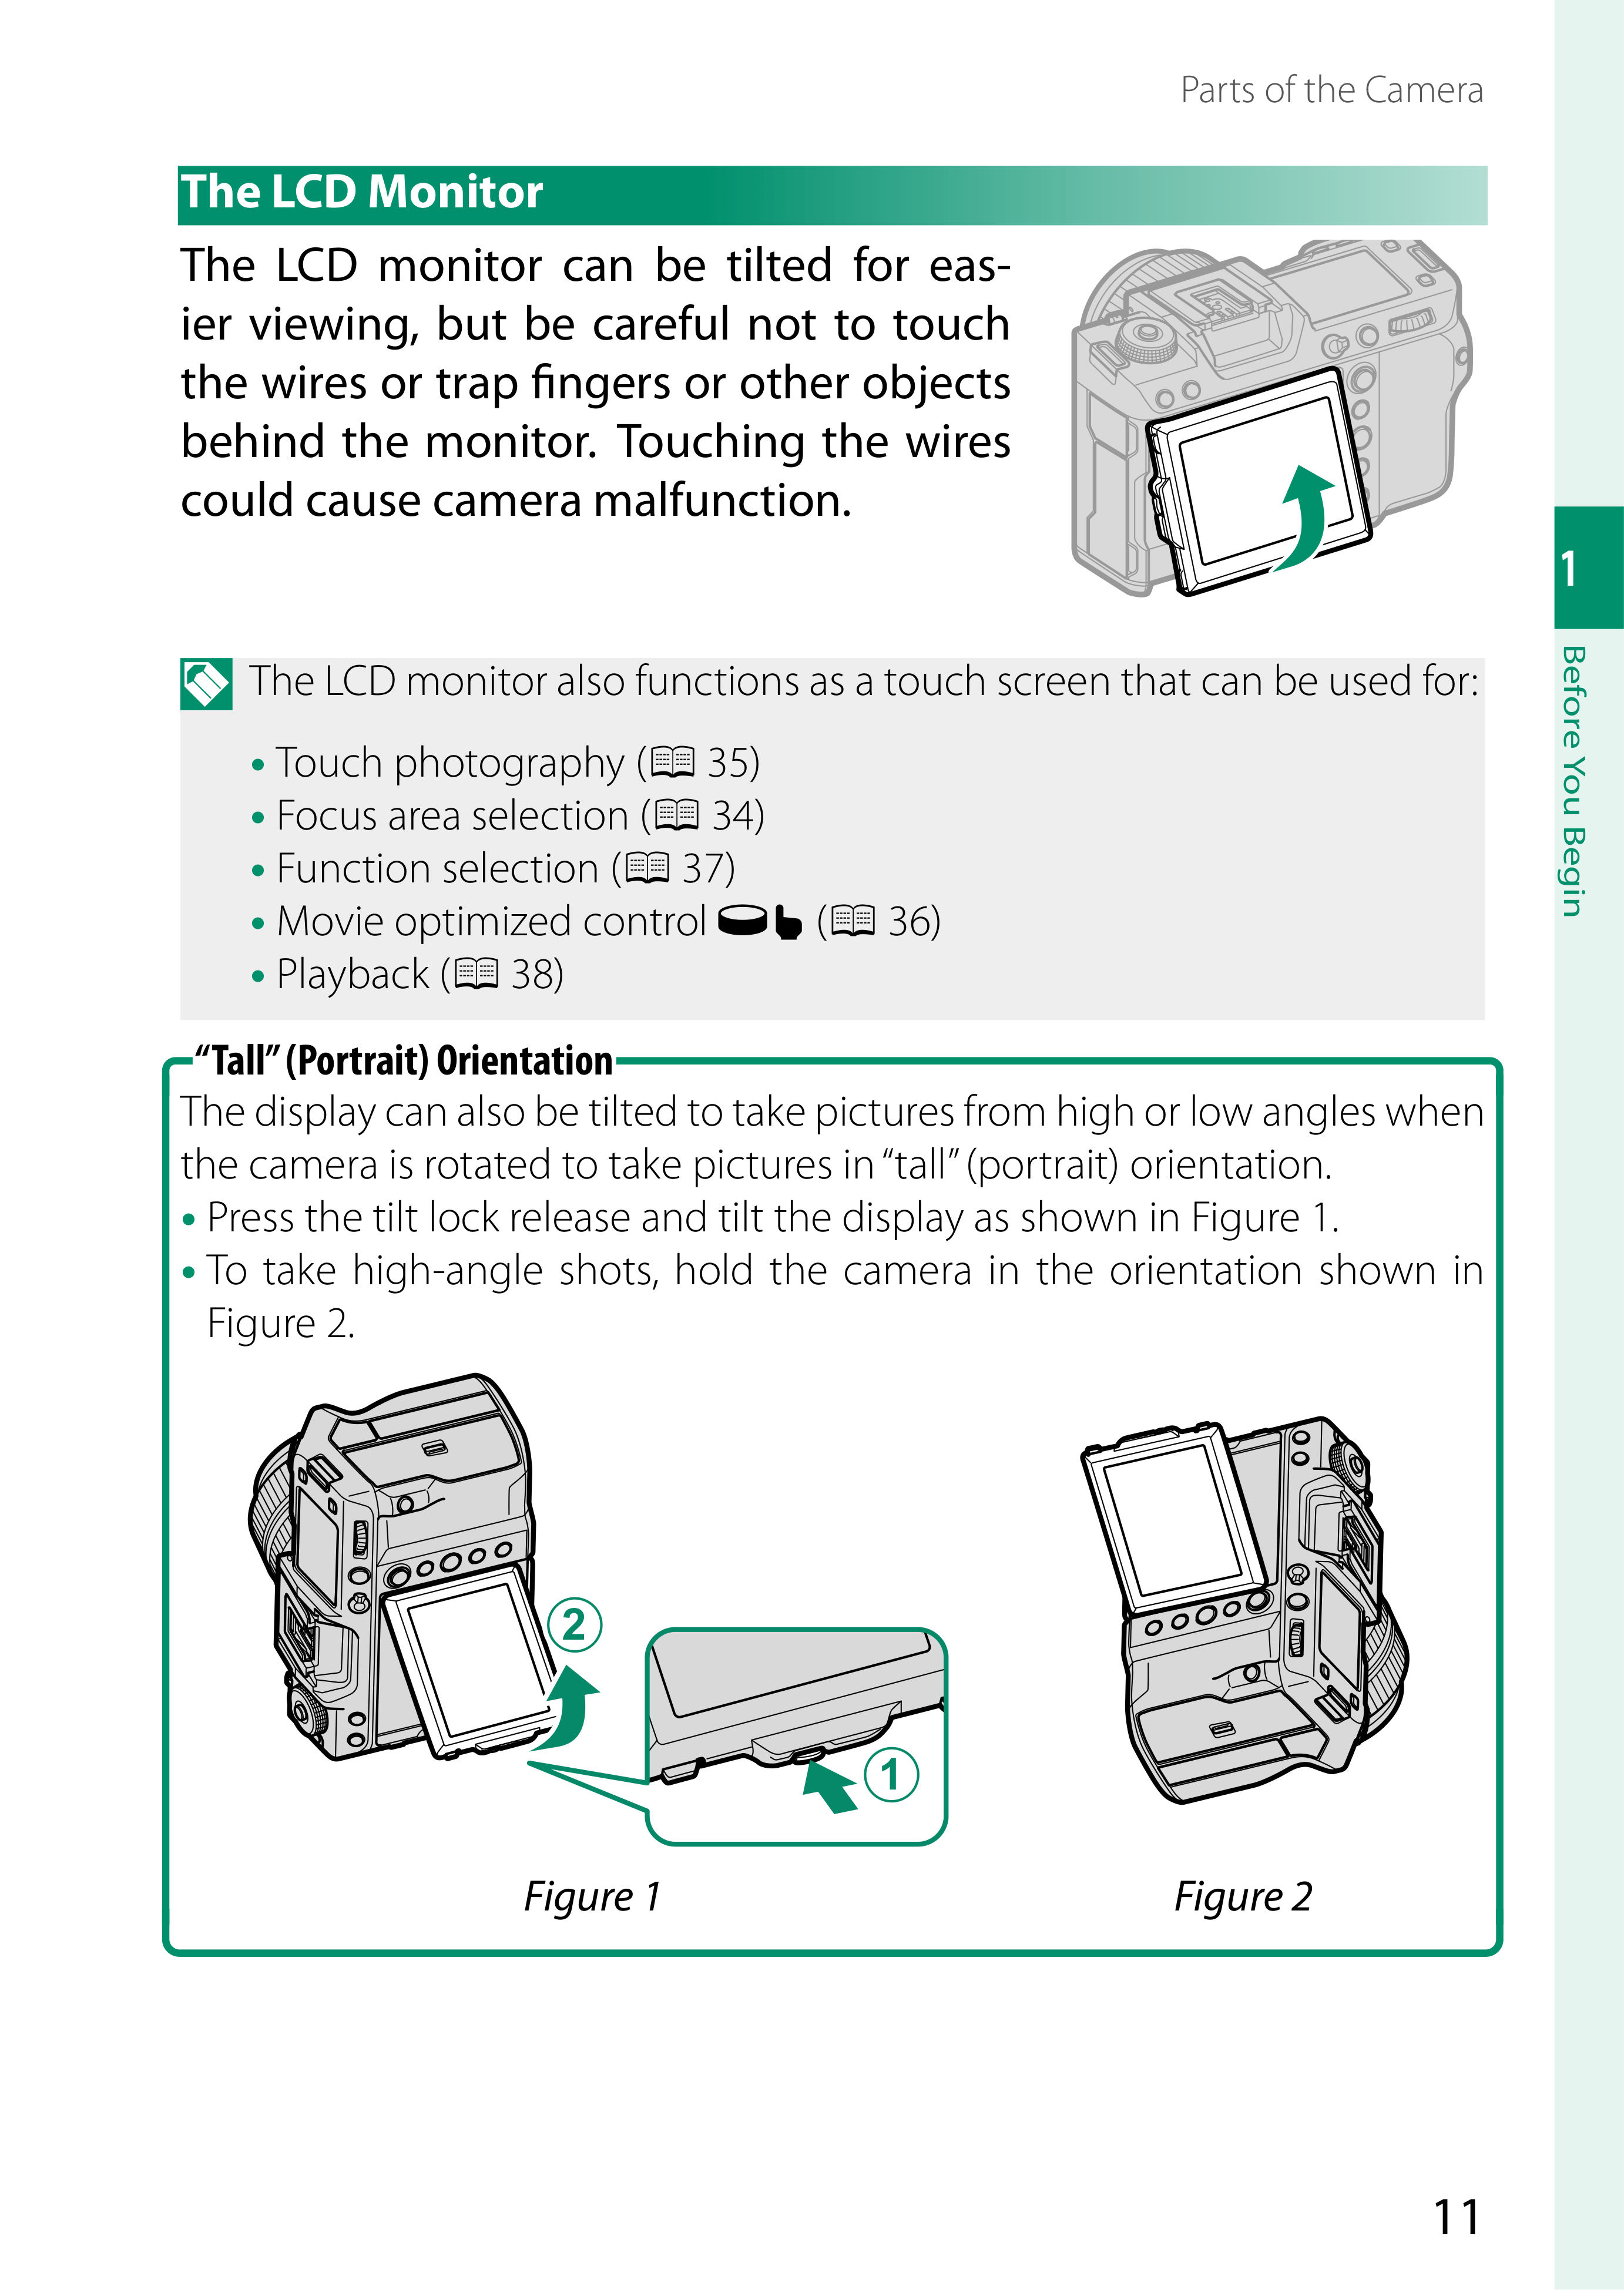 Parts of the Camera
The LCD Monitor
The LCD monitor can be tilted for eas-
ier viewing, but be careful not to touch
the wires or trap fingers or other objects
behind the monitor. Touching the wires
could cause camera malfunction.
The LCD monitor also functions as a touch screen that can be used for:
• Touch photography (📖 35)
• Focus area selection (📖 34)
• Function selection (📖 37)
• Movie optimized control (📖 36)
• Playback (📖 38)
“Tall” (Portrait) Orientation
The display can also be tilted to take pictures from high or low angles when
the camera is rotated to take pictures in “tall” (portrait) orientation.
• Press the tilt lock release and tilt the display as shown in Figure 1.
• To take high-angle shots, hold the camera in the orientation shown in
Figure 2.
②
①
Figure 1
Figure 2
1
Before You Begin
11